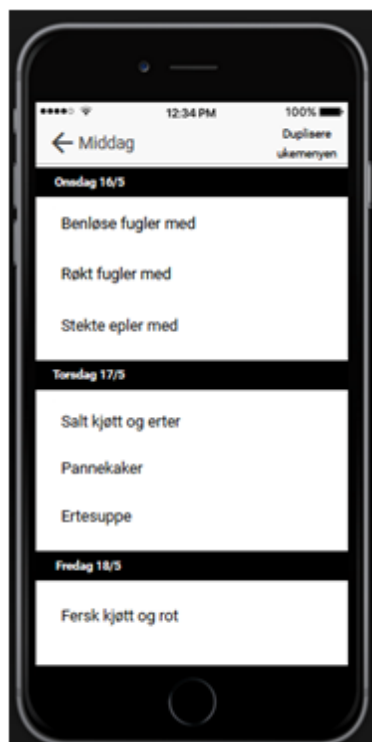 12:34 PM
100%
Middag
Duplisere
ukemenyen
Onsdag 16/5
Benløse fugler med
Røkt fugler med
Stekte epler med
Torsdag 17/5
Salt kjøtt og erter
Pannekaker
Ertesuppe
Fredag 18/5
Fersk kjøtt og rot